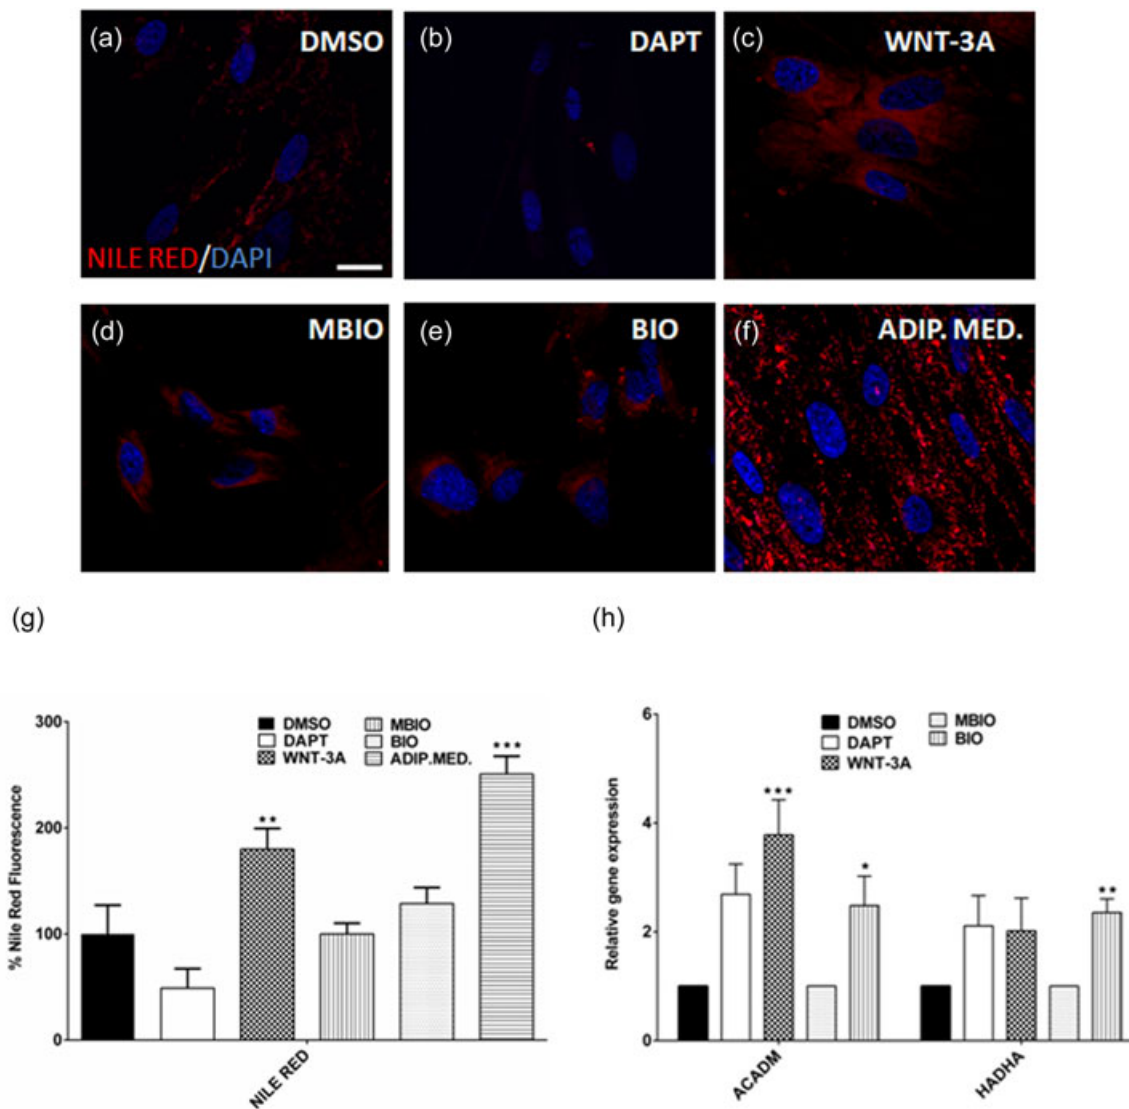 (a) DMSO
(b) DAPT
(c) WNT-3A
NILE RED/DAPI
(d) MBIO
(e) BIO
(f) ADIP. MED.
(g)
(h)
% Nile Red Fluorescence
300
200
100
0
DMSO
DAPT
WNT-3A
MBIO
BIO
ADIP.MED.
**
***
NILE RED
Relative gene expression
6
4
2
0
DMSO
DAPT
WNT-3A
MBIO
BIO
***
*
**
ACADM
HADHA